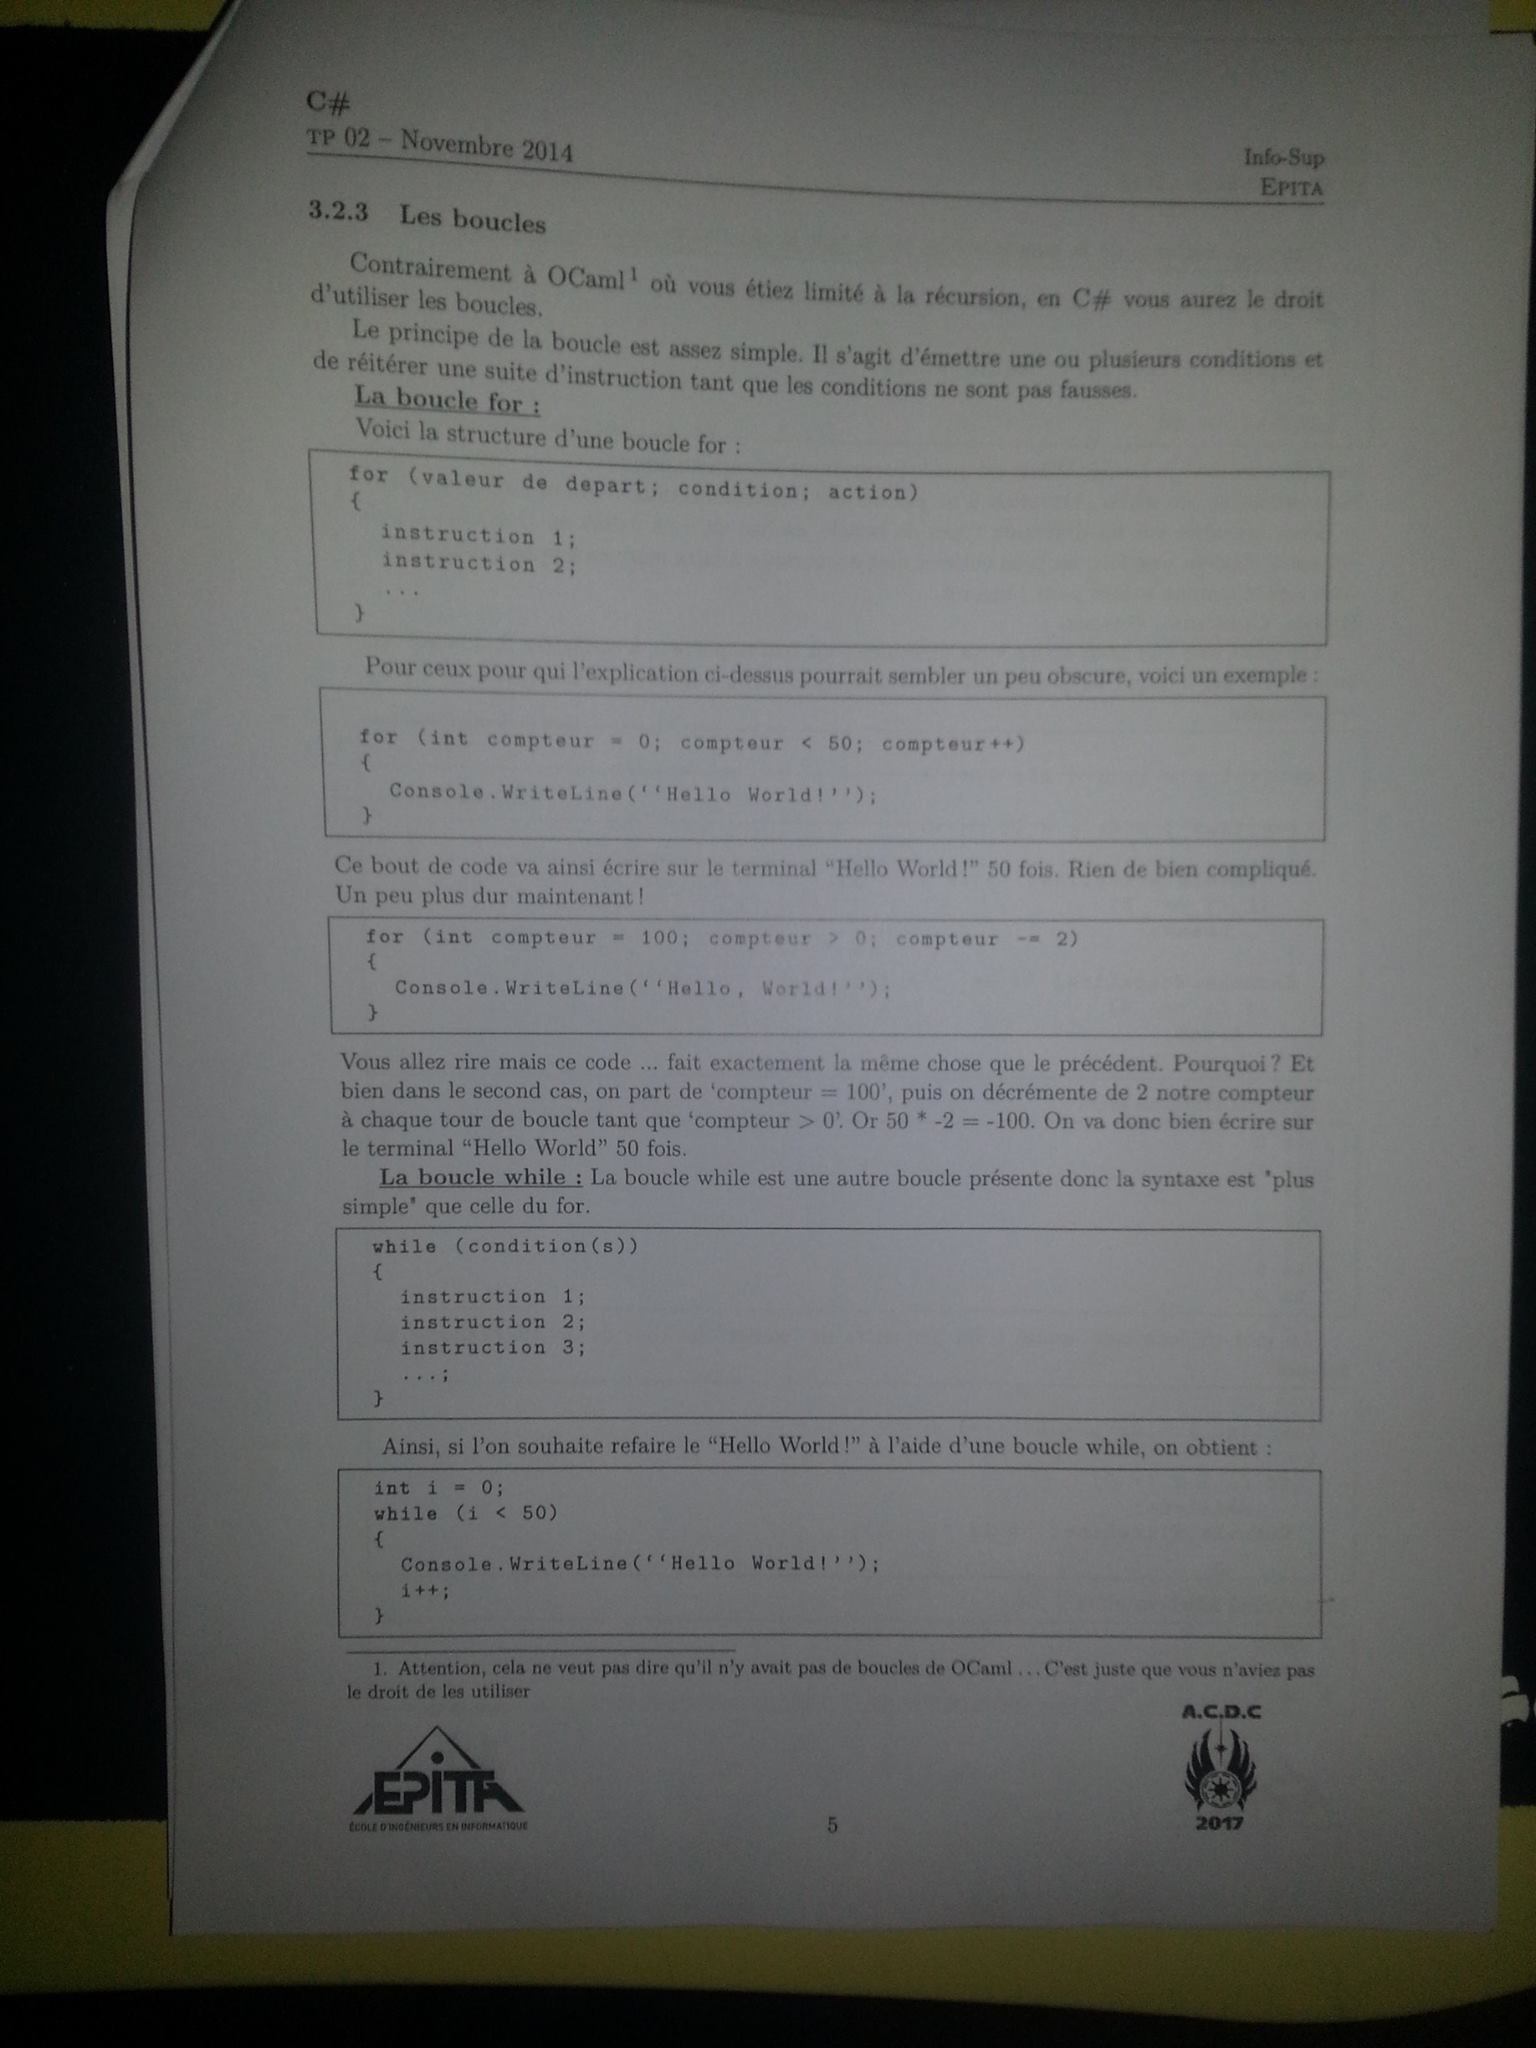 C#
TP 02 – Novembre 2014
Info-Sup
EPITA
3.2.3 Les boucles
Contrairement à OCaml¹ où vous étiez limité à la récursion, en C# vous aurez le droit
d'utiliser les boucles.
Le principe de la boucle est assez simple. Il s'agit d'émettre une ou plusieurs conditions et
de réitérer une suite d'instruction tant que les conditions ne sont pas fausses.
La boucle for :
Voici la structure d'une boucle for :
for (valeur de depart; condition; action)
{
instruction 1;
instruction 2;
...
}
Pour ceux pour qui l'explication ci-dessus pourrait sembler un peu obscure, voici un exemple :
for (int compteur = 0; compteur < 50; compteur++)
{
Console.WriteLine(‘‘Hello World!’’);
}
Ce bout de code va ainsi écrire sur le terminal “Hello World!” 50 fois. Rien de bien compliqué.
Un peu plus dur maintenant !
for (int compteur = 100; compteur > 0; compteur -= 2)
{
Console.WriteLine(‘‘Hello, World!’’);
}
Vous allez rire mais ce code ... fait exactement la même chose que le précédent. Pourquoi ? Et
bien dans le second cas, on part de ‘compteur = 100’, puis on décrémente de 2 notre compteur
à chaque tour de boucle tant que ‘compteur > 0’. Or 50 * -2 = -100. On va donc bien écrire sur
le terminal “Hello World” 50 fois.
La boucle while : La boucle while est une autre boucle présente donc la syntaxe est "plus
simple" que celle du for.
while (condition(s))
{
instruction 1;
instruction 2;
instruction 3;
...;
}
Ainsi, si l'on souhaite refaire le “Hello World !” à l'aide d'une boucle while, on obtient :
int i = 0;
while (i < 50)
{
Console.WriteLine(‘‘Hello World!’’);
i++;
}
1. Attention, cela ne veut pas dire qu'il n'y avait pas de boucles de OCaml ... C'est juste que vous n'aviez pas
le droit de les utiliser
A.C.D.C
EPITA
ÉCOLE D'INGÉNIEURS EN INFORMATIQUE
5
2017